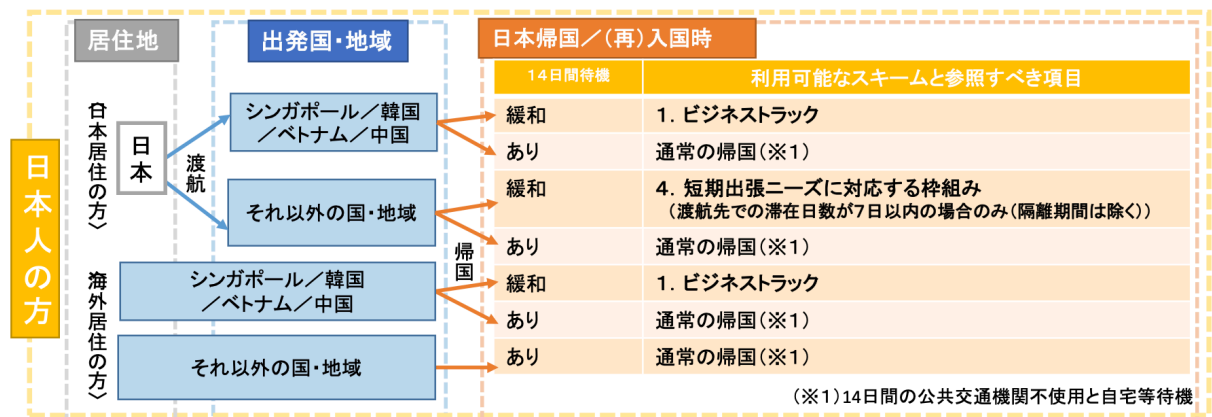 居住地
出発国・地域
日本帰国／(再)入国時
14日間待機
利用可能なスキームと参照すべき項目
日本人の方
〈日本居住の方〉
日本
渡航
シンガポール／韓国
／ベトナム／中国
緩和
1．ビジネストラック
あり
通常の帰国（※1）
それ以外の国・地域
緩和
4．短期出張ニーズに対応する枠組み
（渡航先での滞在日数が７日以内の場合のみ（隔離期間は除く））
あり
通常の帰国（※1）
帰国
〈海外居住の方〉
シンガポール／韓国
／ベトナム／中国
緩和
1．ビジネストラック
あり
通常の帰国（※1）
それ以外の国・地域
あり
通常の帰国（※1）
（※1）14日間の公共交通機関不使用と自宅等待機